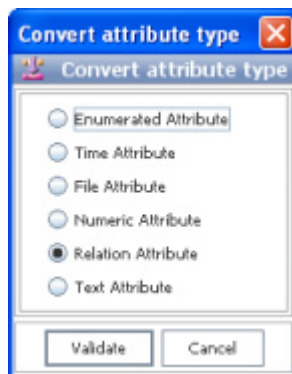 Convert attribute type
Convert attribute type
Enumerated Attribute
Time Attribute
File Attribute
Numeric Attribute
Relation Attribute
Text Attribute
Validate Cancel